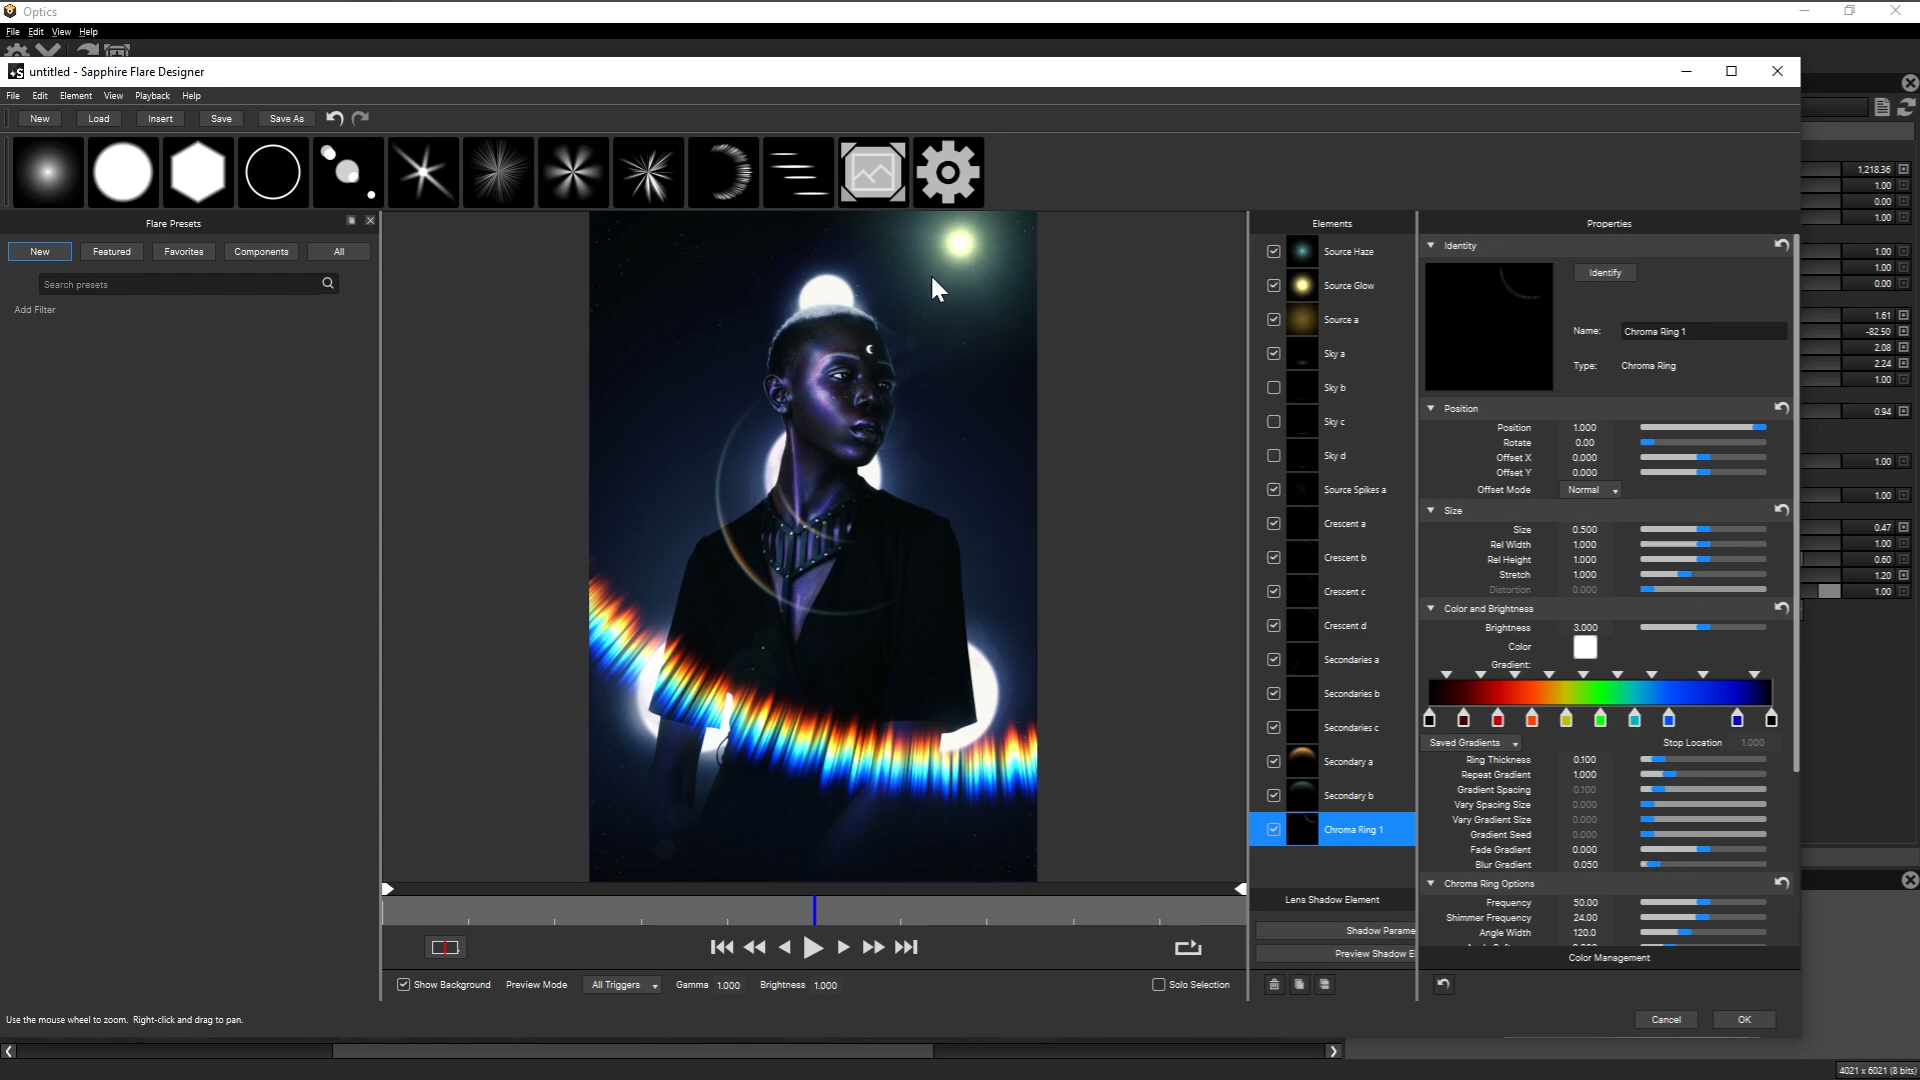 Optics
File Edit View Help
untitled - Sapphire Flare Designer
File Edit Element View Playback Help
New Load Insert Save Save As
Flare Presets
New Featured Favorites Components All
Search presets
Add Filter
Elements
Source Haze
Source Glow
Source a
Sky a
Sky b
Sky c
Sky d
Source Spikes a
Crescent a
Crescent b
Crescent c
Crescent d
Secondaries a
Secondaries b
Secondaries c
Secondary a
Secondary b
Chroma Ring 1
Lens Shadow Element
Shadow Parame
Preview Shadow E
Properties
Identity
Identify
Name: Chroma Ring 1
Type: Chroma Ring
Position
Position 1.000
Rotate 0.00
Offset X 0.000
Offset Y 0.000
Offset Mode Normal
Size
Size 0.500
Rel Width 1.000
Rel Height 1.000
Stretch 1.000
Distortion 0.000
Color and Brightness
Brightness 3.000
Color
Gradient:
Saved Gradients Stop Location 1.000
Ring Thickness 0.100
Repeat Gradient 1.000
Gradient Spacing 0.100
Vary Spacing Size 0.000
Vary Gradient Size 0.000
Gradient Seed 0.000
Fade Gradient 0.000
Blur Gradient 0.050
Chroma Ring Options
Frequency 50.00
Shimmer Frequency 24.00
Angle Width 120.0
Color Management
1,218.36
1.00
0.00
1.00
1.00
1.00
0.00
1.61
-82.50
2.08
2.24
1.00
0.94
1.00
1.00
0.47
1.00
0.60
1.20
1.00
Show Background Preview Mode All Triggers Gamma 1.000 Brightness 1.000 Solo Selection
Use the mouse wheel to zoom. Right-click and drag to pan.
Cancel OK
4021 x 6021 (8 bits)